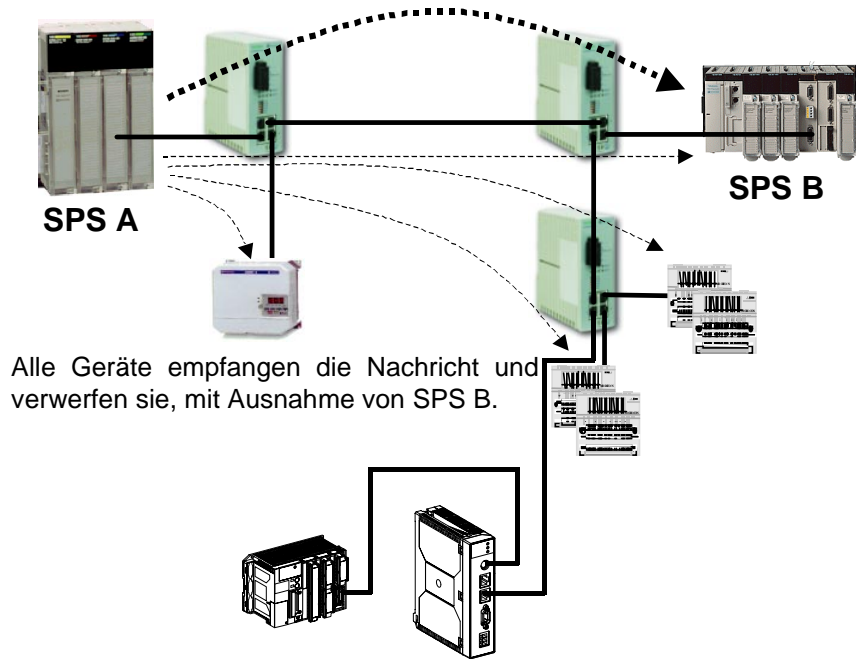 SPS A
SPS B
Alle Geräte empfangen die Nachricht und
verwerfen sie, mit Ausnahme von SPS B.